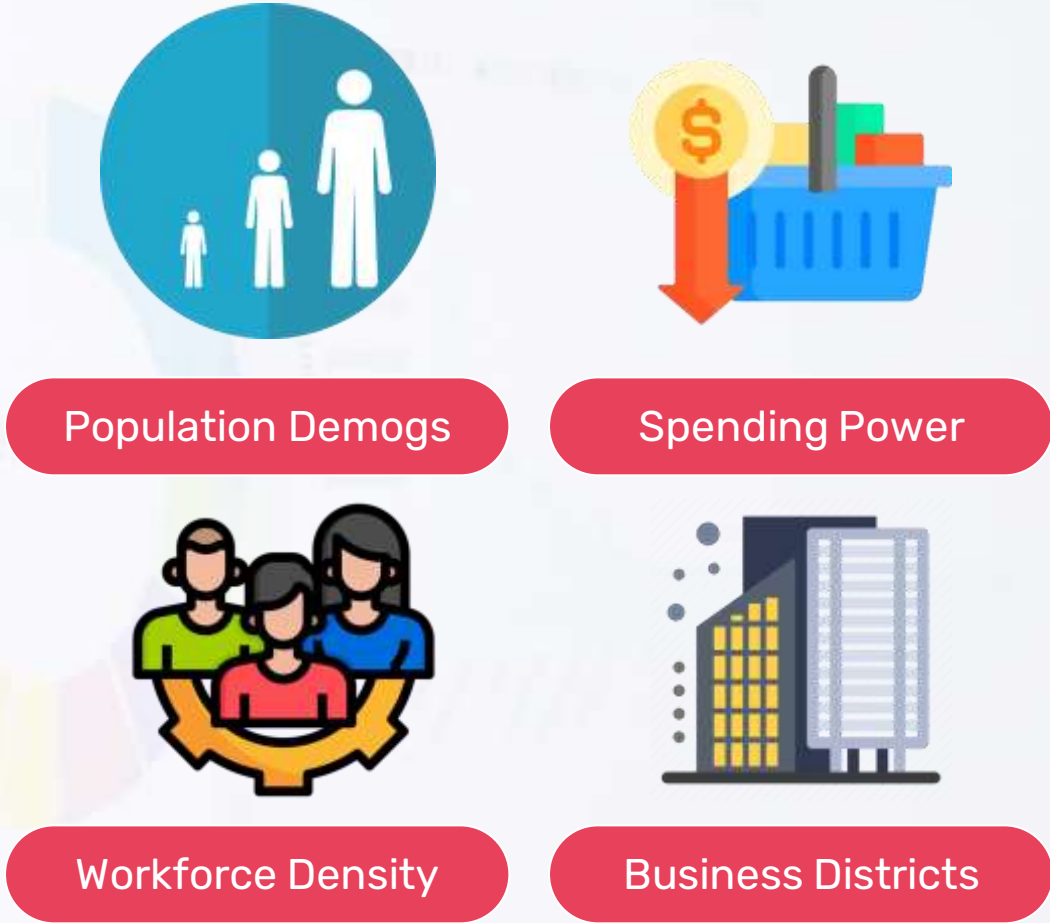 $
Population Demogs
Spending Power
Workforce Density
Business Districts